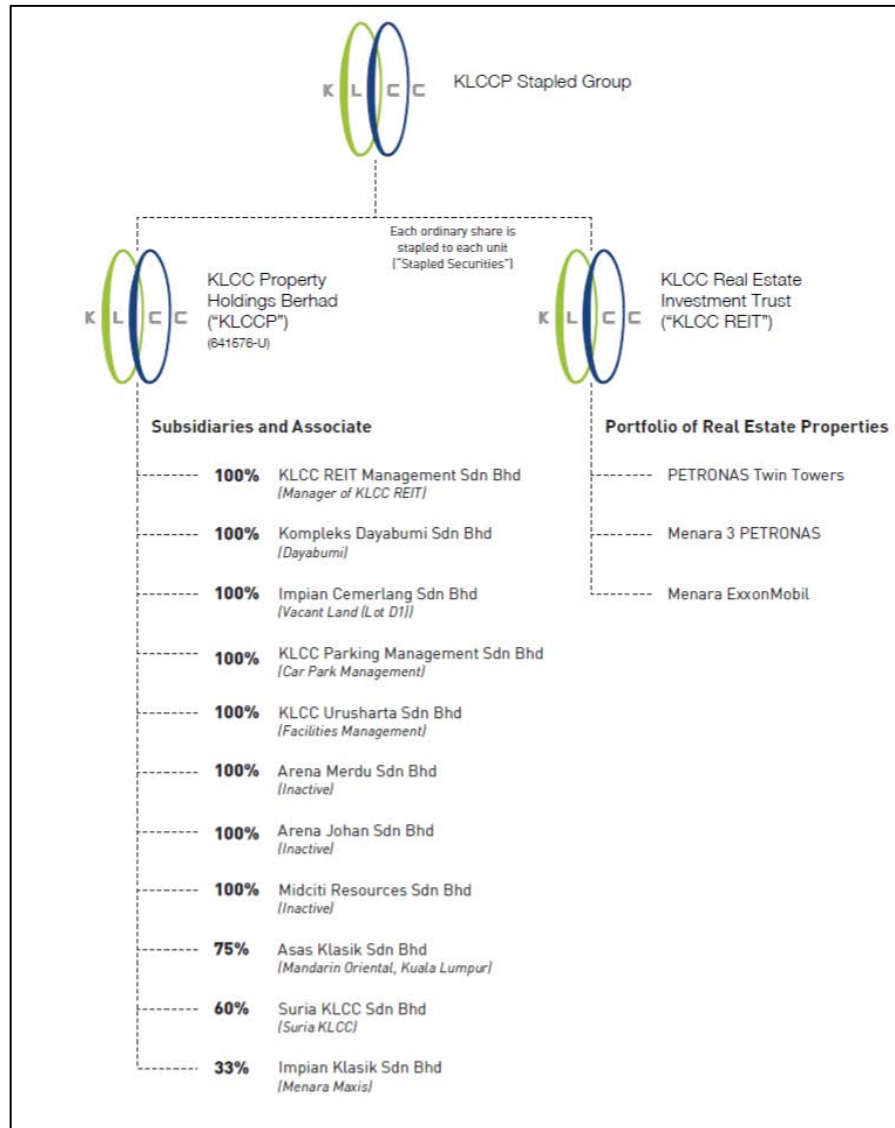 K L C C
KLCCP Stapled Group
Each ordinary share is
stapled to each unit
("Stapled Securities")
K L C C
KLCC Property
Holdings Berhad
("KLCCP")
(641576-U)
K L C C
KLCC Real Estate
Investment Trust
("KLCC REIT")
Subsidiaries and Associate
100% KLCC REIT Management Sdn Bhd
(Manager of KLCC REIT)
100% Kompleks Dayabumi Sdn Bhd
(Dayabumi)
100% Impian Cemerlang Sdn Bhd
(Vacant Land (Lot D1))
100% KLCC Parking Management Sdn Bhd
(Car Park Management)
100% KLCC Urusharta Sdn Bhd
(Facilities Management)
100% Arena Merdu Sdn Bhd
(Inactive)
100% Arena Johan Sdn Bhd
(Inactive)
100% Midciti Resources Sdn Bhd
(Inactive)
75% Asas Klasik Sdn Bhd
(Mandarin Oriental, Kuala Lumpur)
60% Suria KLCC Sdn Bhd
(Suria KLCC)
33% Impian Klasik Sdn Bhd
(Menara Maxis)
Portfolio of Real Estate Properties
PETRONAS Twin Towers
Menara 3 PETRONAS
Menara ExxonMobil